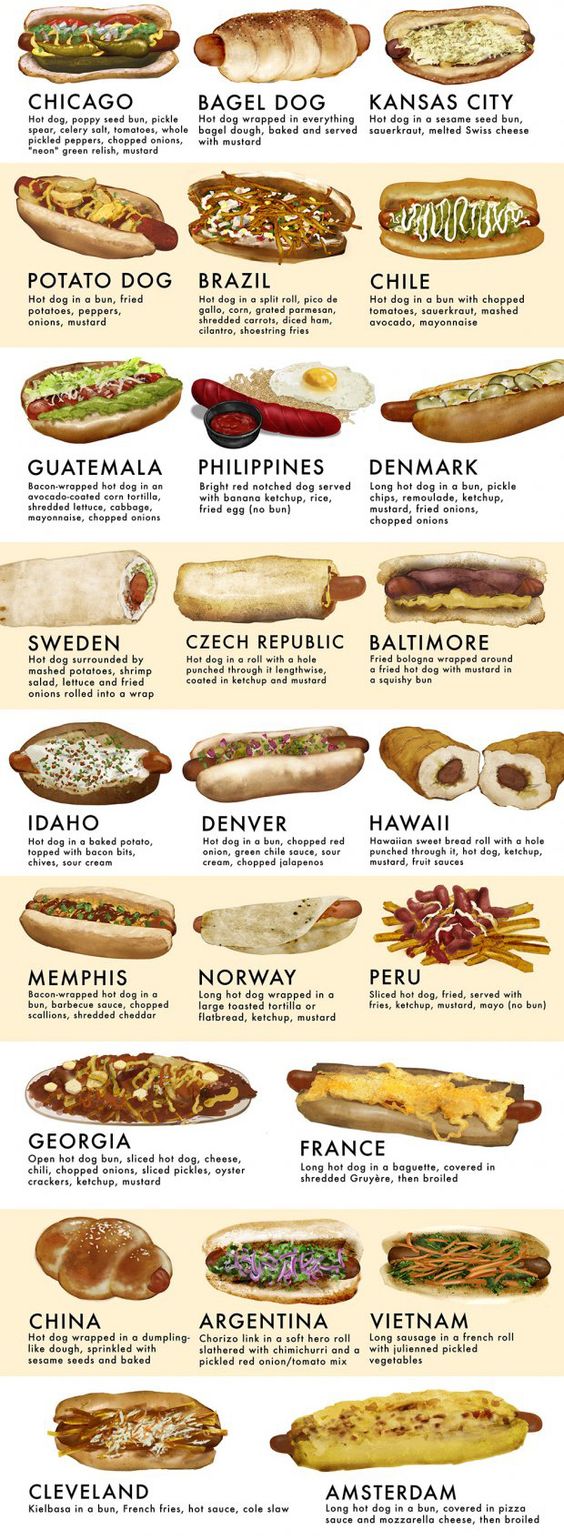 CHICAGO
Hot dog, poppy seed bun, pickle
spear, celery salt, tomatoes, whole
pickled peppers, chopped onions,
"neon" green relish, mustard
BAGEL DOG
Hot dog wrapped in everything
bagel dough, baked and served
with mustard
KANSAS CITY
Hot dog in a sesame seed bun,
sauerkraut, melted Swiss cheese
POTATO DOG
Hot dog in a bun, fried
potatoes, peppers,
onions, mustard
BRAZIL
Hot dog in a split roll, pico de
gallo, corn, grated parmesan,
shredded carrots, diced ham,
cilantro, shoestring fries
CHILE
Hot dog in a bun with chopped
tomatoes, sauerkraut, mashed
avocado, mayonnaise
GUATEMALA
Bacon-wrapped hot dog in an
avocado-coated corn tortilla,
shredded lettuce, cabbage,
mayonnaise, chopped onions
PHILIPPINES
Bright red notched dog served
with banana ketchup, rice,
fried egg (no bun)
DENMARK
Long hot dog in a bun, pickle
chips, remoulade, ketchup,
mustard, fried onions,
chopped onions
SWEDEN
Hot dog surrounded by
mashed potatoes, shrimp
salad, lettuce and fried
onions rolled into a wrap
CZECH REPUBLIC
Hot dog in a roll with a hole
punched through it lengthwise,
coated in ketchup and mustard
BALTIMORE
Fried bologna wrapped around
a fried hot dog with mustard in
a squishy bun
IDAHO
Hot dog in a baked potato,
topped with bacon bits,
chives, sour cream
DENVER
Hot dog in a bun, chopped red
onion, green chile sauce, sour
cream, chopped jalapenos
HAWAII
Hawaiian sweet bread roll with a hole
punched through it, hot dog, ketchup,
mustard, fruit sauces
MEMPHIS
Bacon-wrapped hot dog in a
bun, barbecue sauce, chopped
scallions, shredded cheddar
NORWAY
Long hot dog wrapped in a
large toasted tortilla or
flatbread, ketchup, mustard
PERU
Sliced hot dog, fried, served with
fries, ketchup, mustard, mayo (no bun)
GEORGIA
Open hot dog bun, sliced hot dog, cheese,
chili, chopped onions, sliced pickles, oyster
crackers, ketchup, mustard
FRANCE
Long hot dog in a baguette, covered in
shredded Gruyère, then broiled
CHINA
Hot dog wrapped in a dumpling-
like dough, sprinkled with
sesame seeds and baked
ARGENTINA
Chorizo link in a soft hero roll
slathered with chimichurri and a
pickled red onion/tomato mix
VIETNAM
Long sausage in a french roll
with julienned pickled
vegetables
CLEVELAND
Kielbasa in a bun, French fries, hot sauce, cole slaw
AMSTERDAM
Long hot dog in a bun, covered in pizza
sauce and mozzarella cheese, then broiled